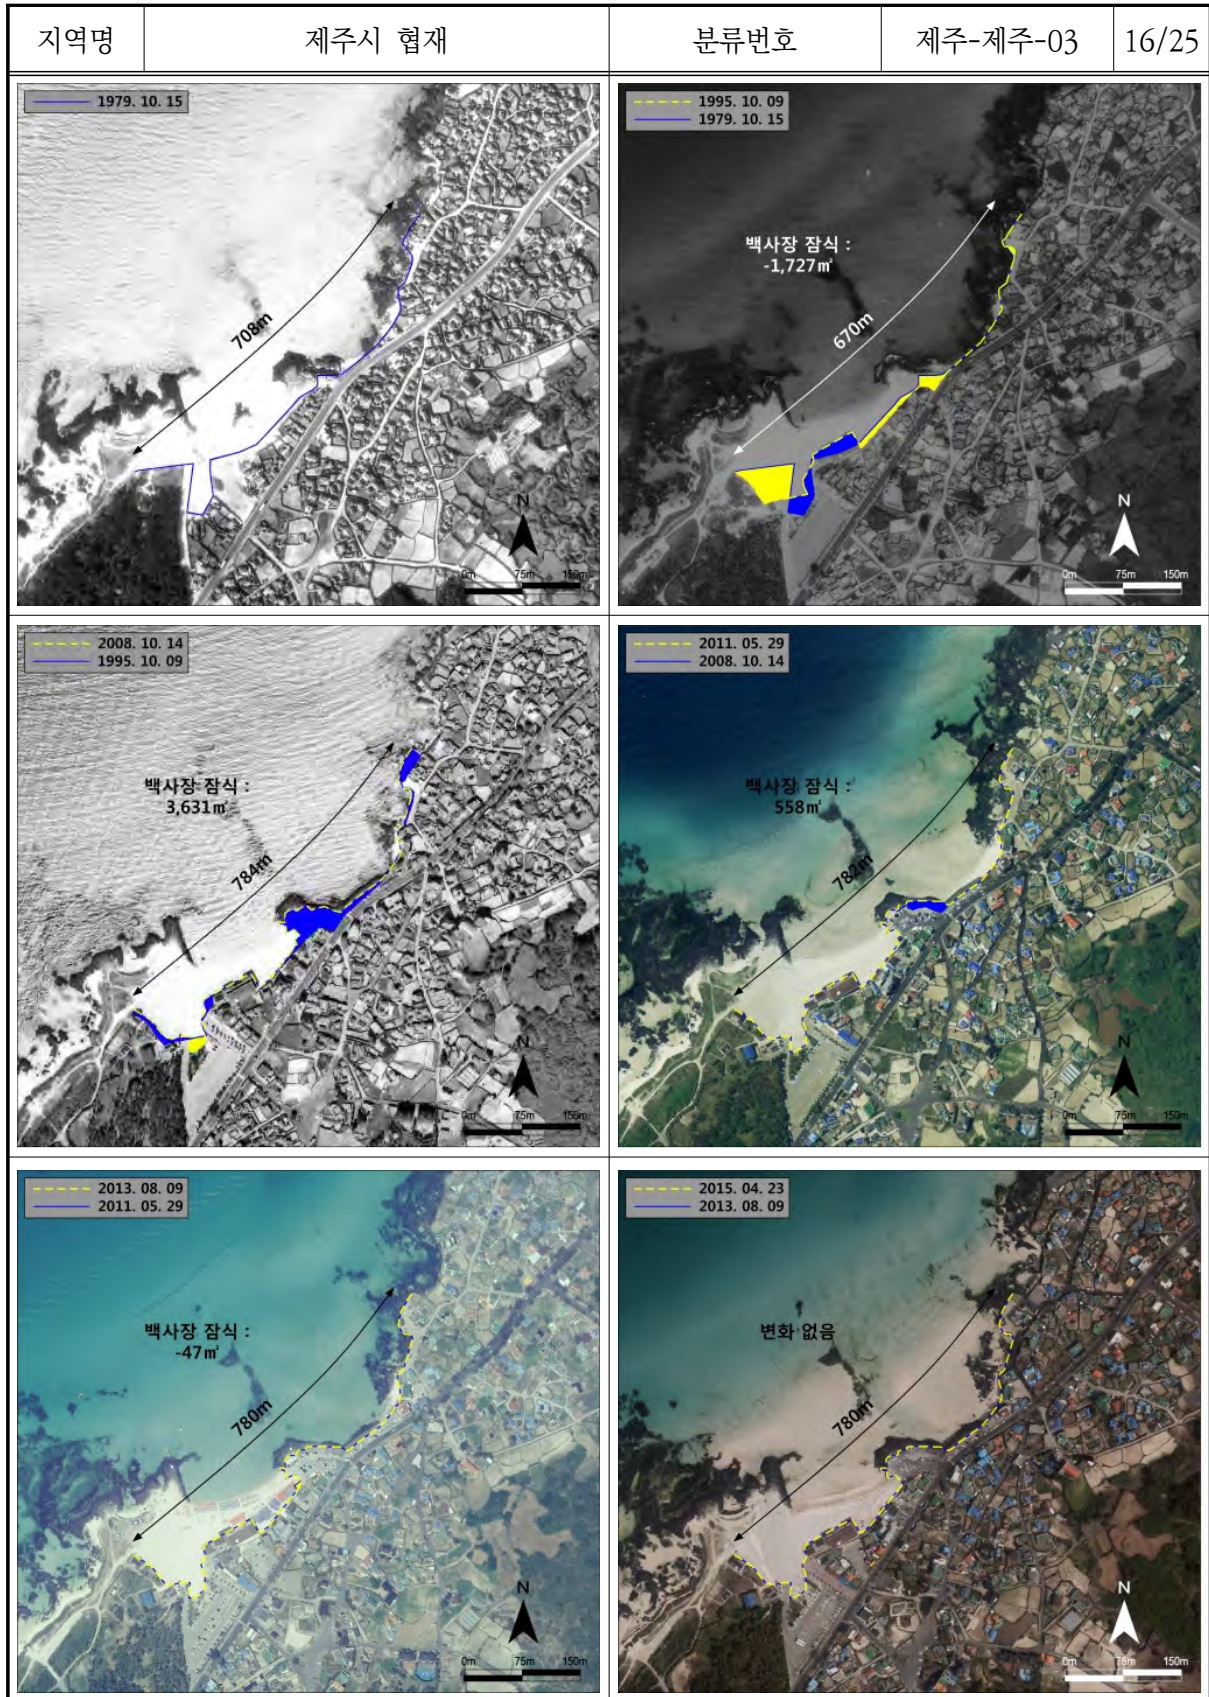 지역명 제주시 협재 분류번호 제주-제주-03 16/25
1979. 10. 15
708m
N
0m 75m 150m
1995. 10. 09
1979. 10. 15
백사장 잠식 :
-1,727㎡
670m
N
0m 75m 150m
2008. 10. 14
1995. 10. 09
백사장 잠식 :
3,631㎡
784m
N
0m 75m 150m
2011. 05. 29
2008. 10. 14
백사장 잠식 :
558㎡
782m
N
0m 75m 150m
2013. 08. 09
2011. 05. 29
백사장 잠식 :
-47㎡
780m
N
0m 75m 150m
2015. 04. 23
2013. 08. 09
변화 없음
780m
N
0m 75m 150m